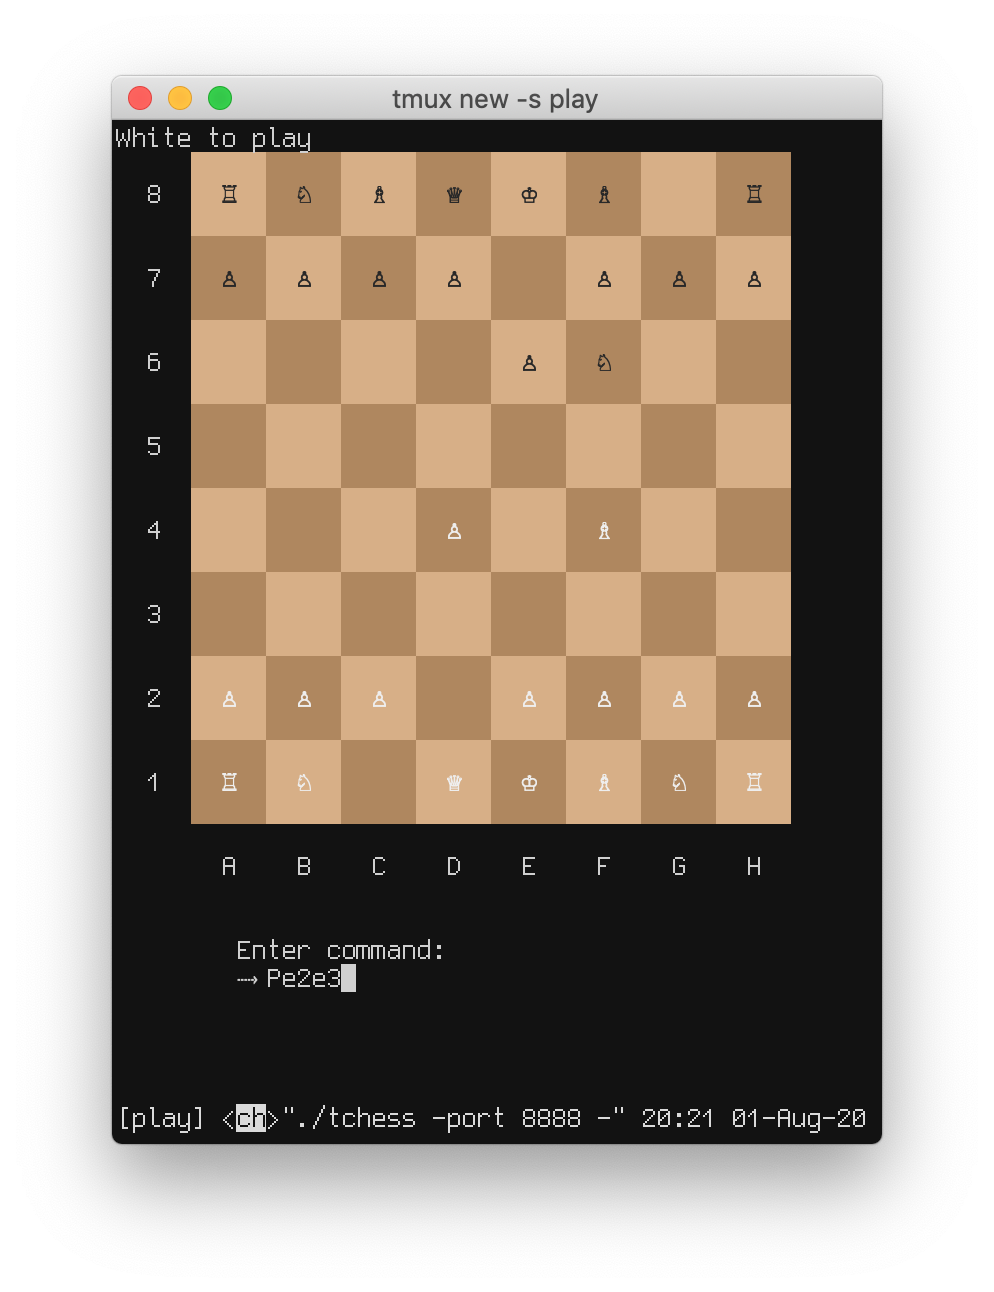 tmux new -s play
White to play
8
7
6
5
4
3
2
1
A B C D E F G H
Enter command:
⤑ Pe2e3
[play] <ch>"./tchess -port 8888 -" 20:21 01-Aug-20